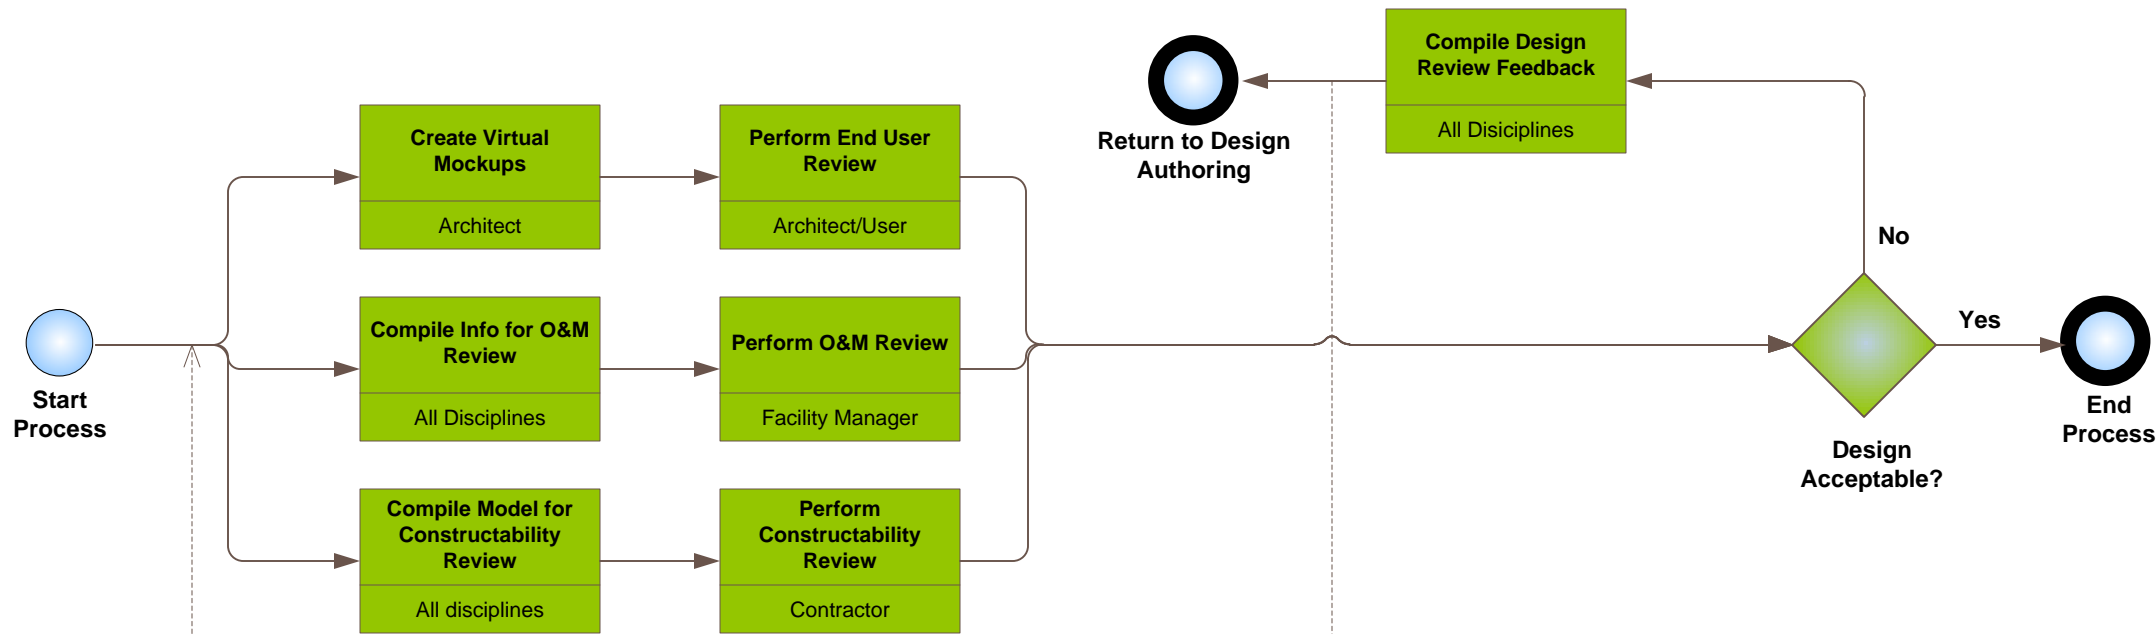 Start
Process
Create Virtual
Mockups
Architect
Perform End User
Review
Architect/User
Compile Info for O&M
Review
All Disciplines
Perform O&M Review
Facility Manager
Compile Model for
Constructability
Review
All disciplines
Perform
Constructability
Review
Contractor
Return to Design
Authoring
Compile Design
Review Feedback
All Disiciplines
No
Yes
Design
Acceptable?
End
Process